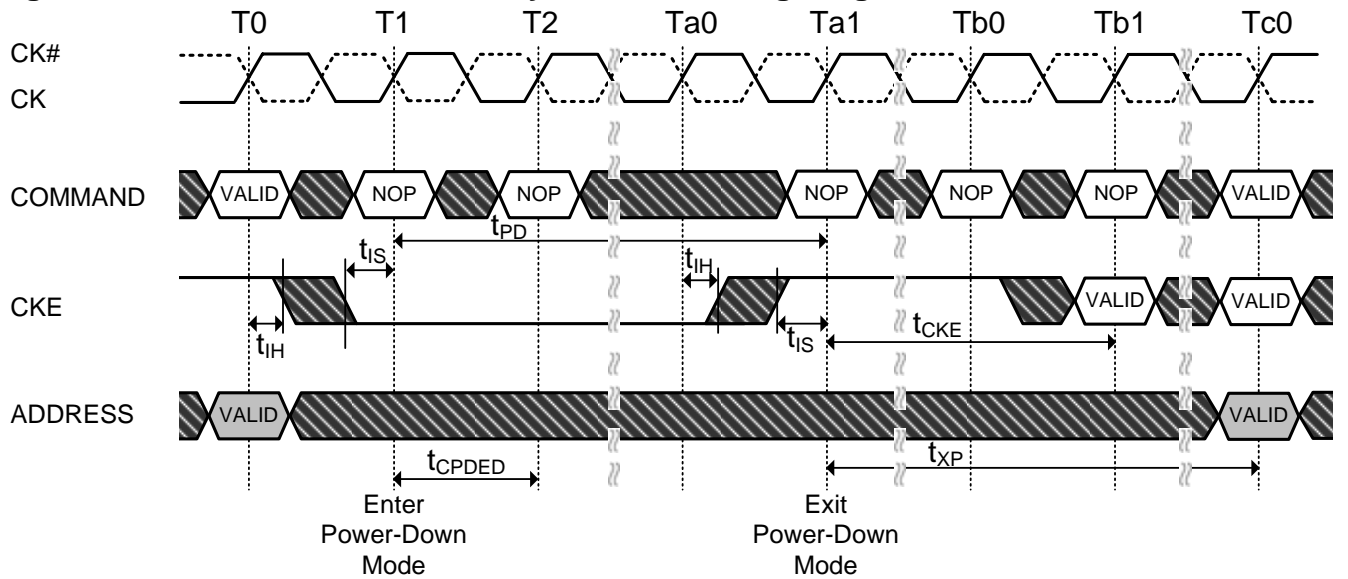 T0 T1 T2 Ta0 Ta1 Tb0 Tb1 Tc0
CK#
CK
COMMAND VALID NOP NOP NOP NOP NOP VALID
tPD
tIS tIH
CKE VALID VALID
tIH tIS tCKE
ADDRESS VALID VALID
tCPDED tXP
Enter Power-Down Mode
Exit Power-Down Mode